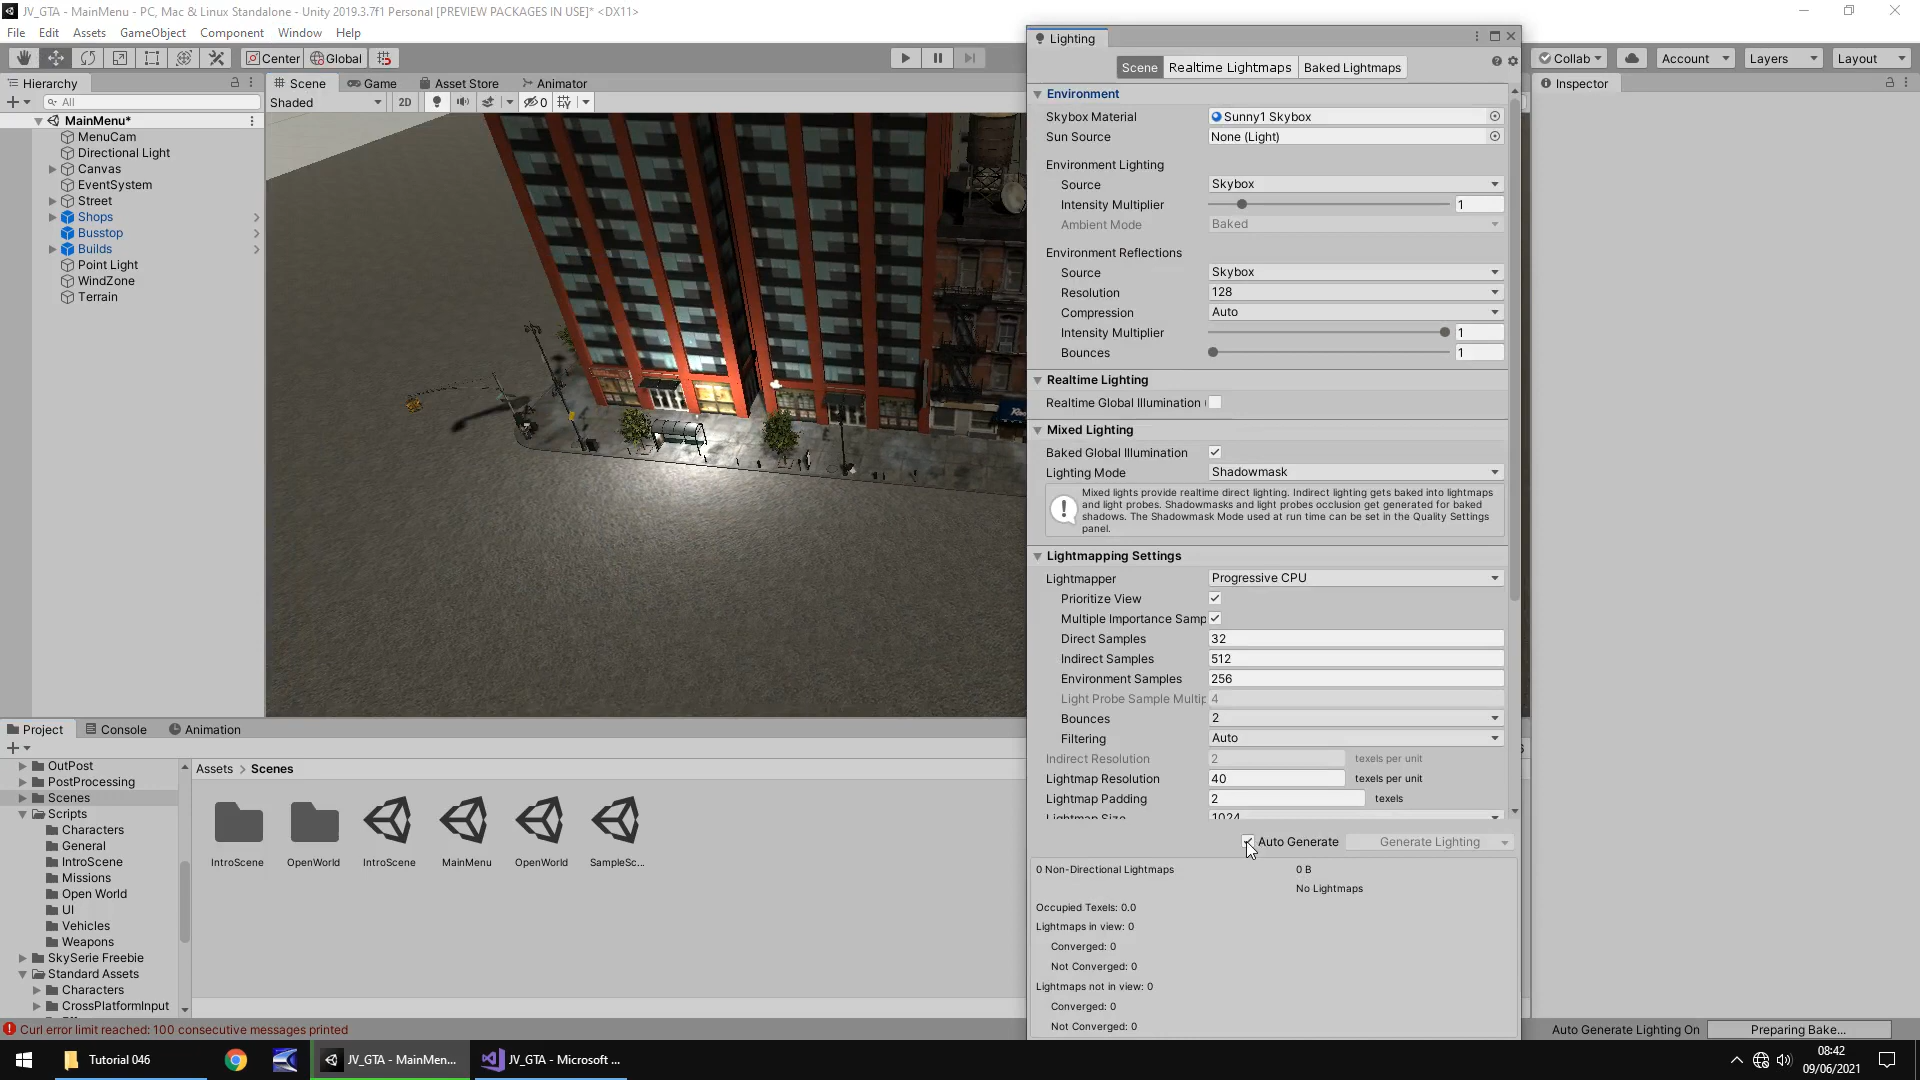 JV_GTA - MainMenu - PC, Mac & Linux Standalone - Unity 2019.3.7f1 Personal [PREVIEW PACKAGES IN USE]* <DX11>
File Edit Assets GameObject Component Window Help
Center Global
Collab Account Layers Layout
Hierarchy
All
MainMenu*
MenuCam
Directional Light
Canvas
EventSystem
Street
Shops
Busstop
Builds
Point Light
WindZone
Terrain
Scene Game Asset Store Animator
Shaded 2D 0
Lighting
Scene Realtime Lightmaps Baked Lightmaps
Environment
Skybox Material Sunny1 Skybox
Sun Source None (Light)
Environment Lighting
Source Skybox
Intensity Multiplier 1
Ambient Mode Baked
Environment Reflections
Source Skybox
Resolution 128
Compression Auto
Intensity Multiplier 1
Bounces 1
Realtime Lighting
Realtime Global Illumination (
Mixed Lighting
Baked Global Illumination
Lighting Mode Shadowmask
Mixed lights provide realtime direct lighting. Indirect lighting gets baked into lightmaps
and light probes. Shadowmasks and light probes occlusion get generated for baked
shadows. The Shadowmask Mode used at run time can be set in the Quality Settings
panel.
Lightmapping Settings
Lightmapper Progressive CPU
Prioritize View
Multiple Importance Samp
Direct Samples 32
Indirect Samples 512
Environment Samples 256
Light Probe Sample Multip 4
Bounces 2
Filtering Auto
Indirect Resolution 2 texels per unit
Lightmap Resolution 40 texels per unit
Lightmap Padding 2 texels
Lightmap Size 1024
Auto Generate Generate Lighting
0 Non-Directional Lightmaps 0 B
No Lightmaps
Occupied Texels: 0.0
Lightmaps in view: 0
Converged: 0
Not Converged: 0
Lightmaps not in view: 0
Converged: 0
Not Converged: 0
Inspector
Project Console Animation
OutPost
PostProcessing
Scenes
Scripts
Characters
General
IntroScene
Missions
Open World
UI
Vehicles
Weapons
SkySerie Freebie
Standard Assets
Characters
CrossPlatformInput
Assets > Scenes
IntroScene OpenWorld IntroScene MainMenu OpenWorld SampleSc...
Curl error limit reached: 100 consecutive messages printed
Auto Generate Lighting On Preparing Bake...
Tutorial 046
JV_GTA - MainMen...
JV_GTA - Microsoft ...
08:42
09/06/2021